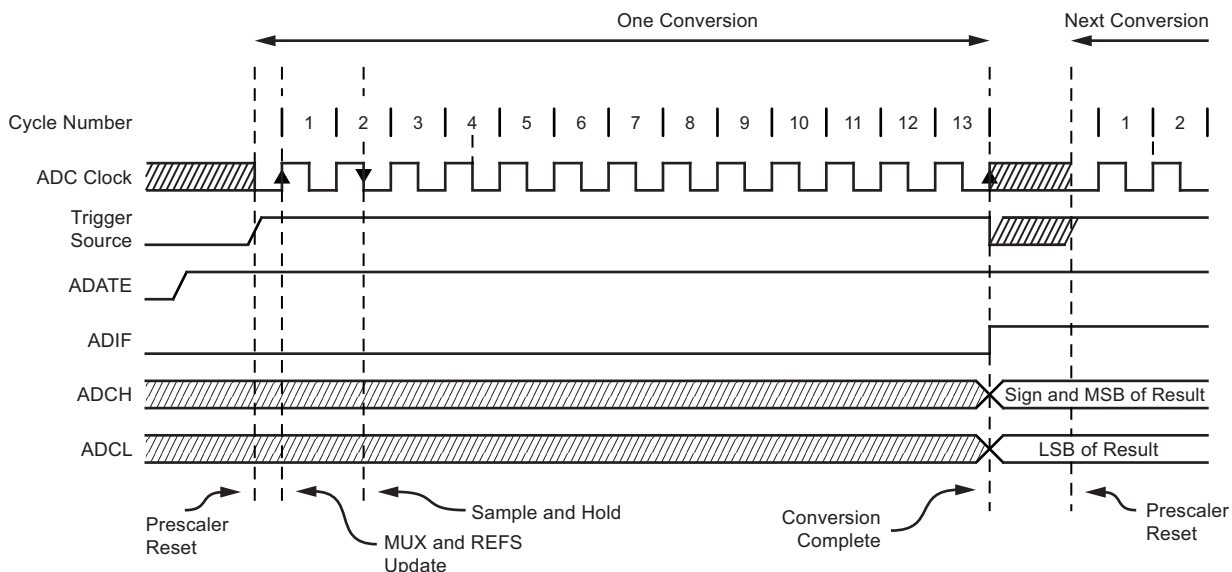 One Conversion
Next Conversion
Cycle Number
1 2 3 4 5 6 7 8 9 10 11 12 13
1 2
ADC Clock
Trigger
Source
ADATE
ADIF
ADCH
Sign and MSB of Result
ADCL
LSB of Result
Prescaler
Reset
MUX and REFS
Update
Sample and Hold
Conversion
Complete
Prescaler
Reset